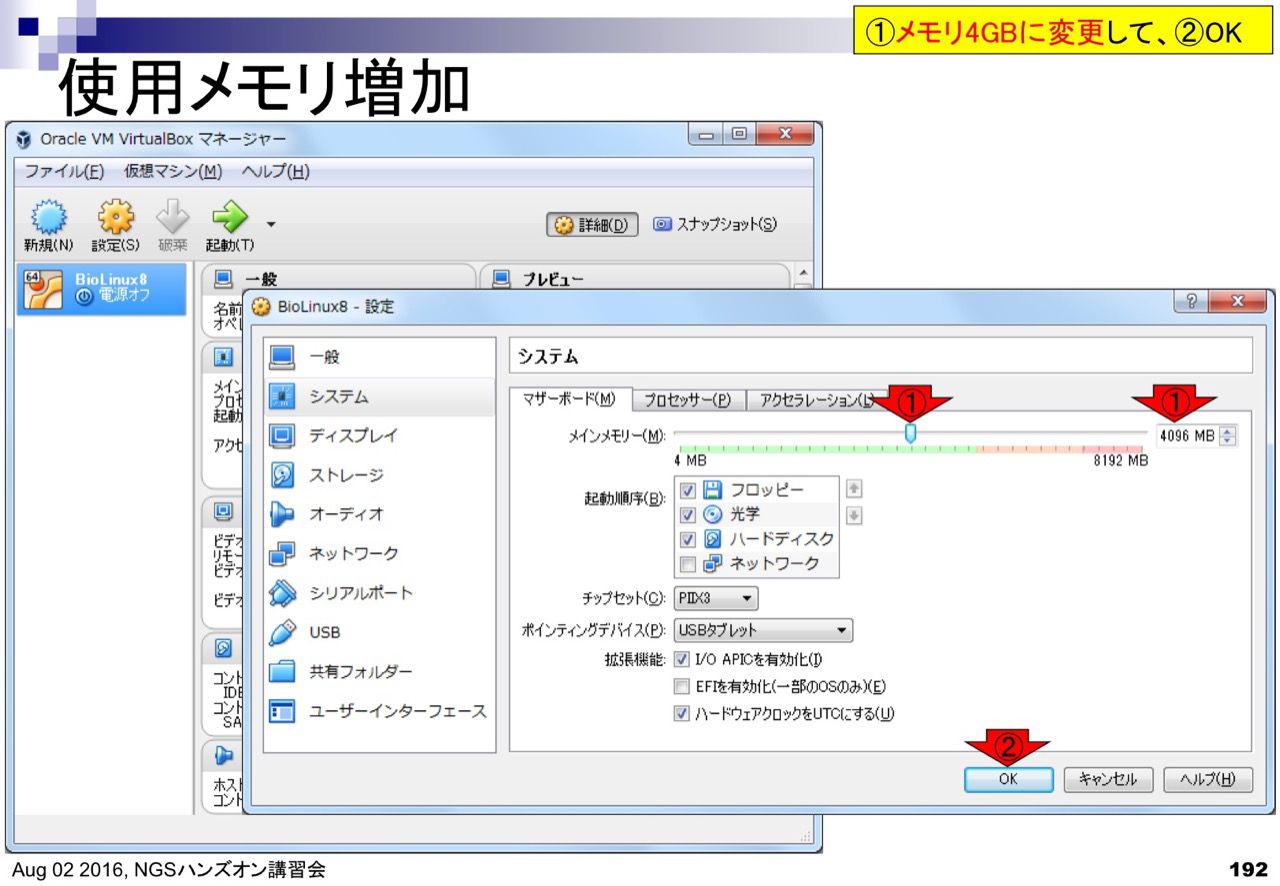 ①メモリ4GBに変更して、②OK
使用メモリ増加
Oracle VM VirtualBox マネージャー
ファイル(F) 仮想マシン(M) ヘルプ(H)
新規(N) 設定(S) 破棄 起動(T)
詳細(D) スナップショット(S)
64
BioLinux8
電源オフ
一般
プレビュー
名前
オペレ
メイン
プロセ
起動
アクセ
ビデオ
リモー
ビデオ
ビデオ
コント
IDE
コント
SA
ホスト
コント
BioLinux8 - 設定
一般
システム
ディスプレイ
ストレージ
オーディオ
ネットワーク
シリアルポート
USB
共有フォルダー
ユーザーインターフェース
システム
マザーボード(M) プロセッサー(P) アクセラレーション(L)
① ①
メインメモリー(M): 4096 MB
4 MB 8192 MB
起動順序(B): フロッピー
光学
ハードディスク
ネットワーク
チップセット(C): PIIX3
ポインティングデバイス(P): USBタブレット
拡張機能: I/O APICを有効化(I)
EFIを有効化(一部のOSのみ)(E)
ハードウェアクロックをUTCにする(U)
②
OK キャンセル ヘルプ(H)
Aug 02 2016, NGSハンズオン講習会
192